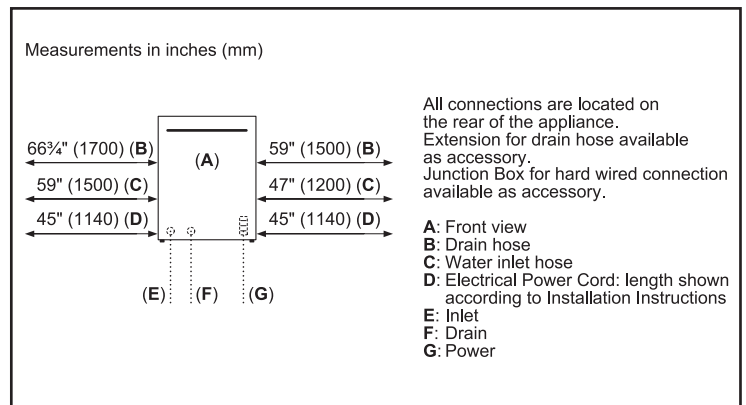 Measurements in inches (mm)
66¾" (1700) (B)
59" (1500) (C)
45" (1140) (D)
(A)
59" (1500) (B)
47" (1200) (C)
45" (1140) (D)
(E)
(F)
(G)
All connections are located on
the rear of the appliance.
Extension for drain hose available
as accessory.
Junction Box for hard wired connection
available as accessory.
A: Front view
B: Drain hose
C: Water inlet hose
D: Electrical Power Cord: length shown
according to Installation Instructions
E: Inlet
F: Drain
G: Power